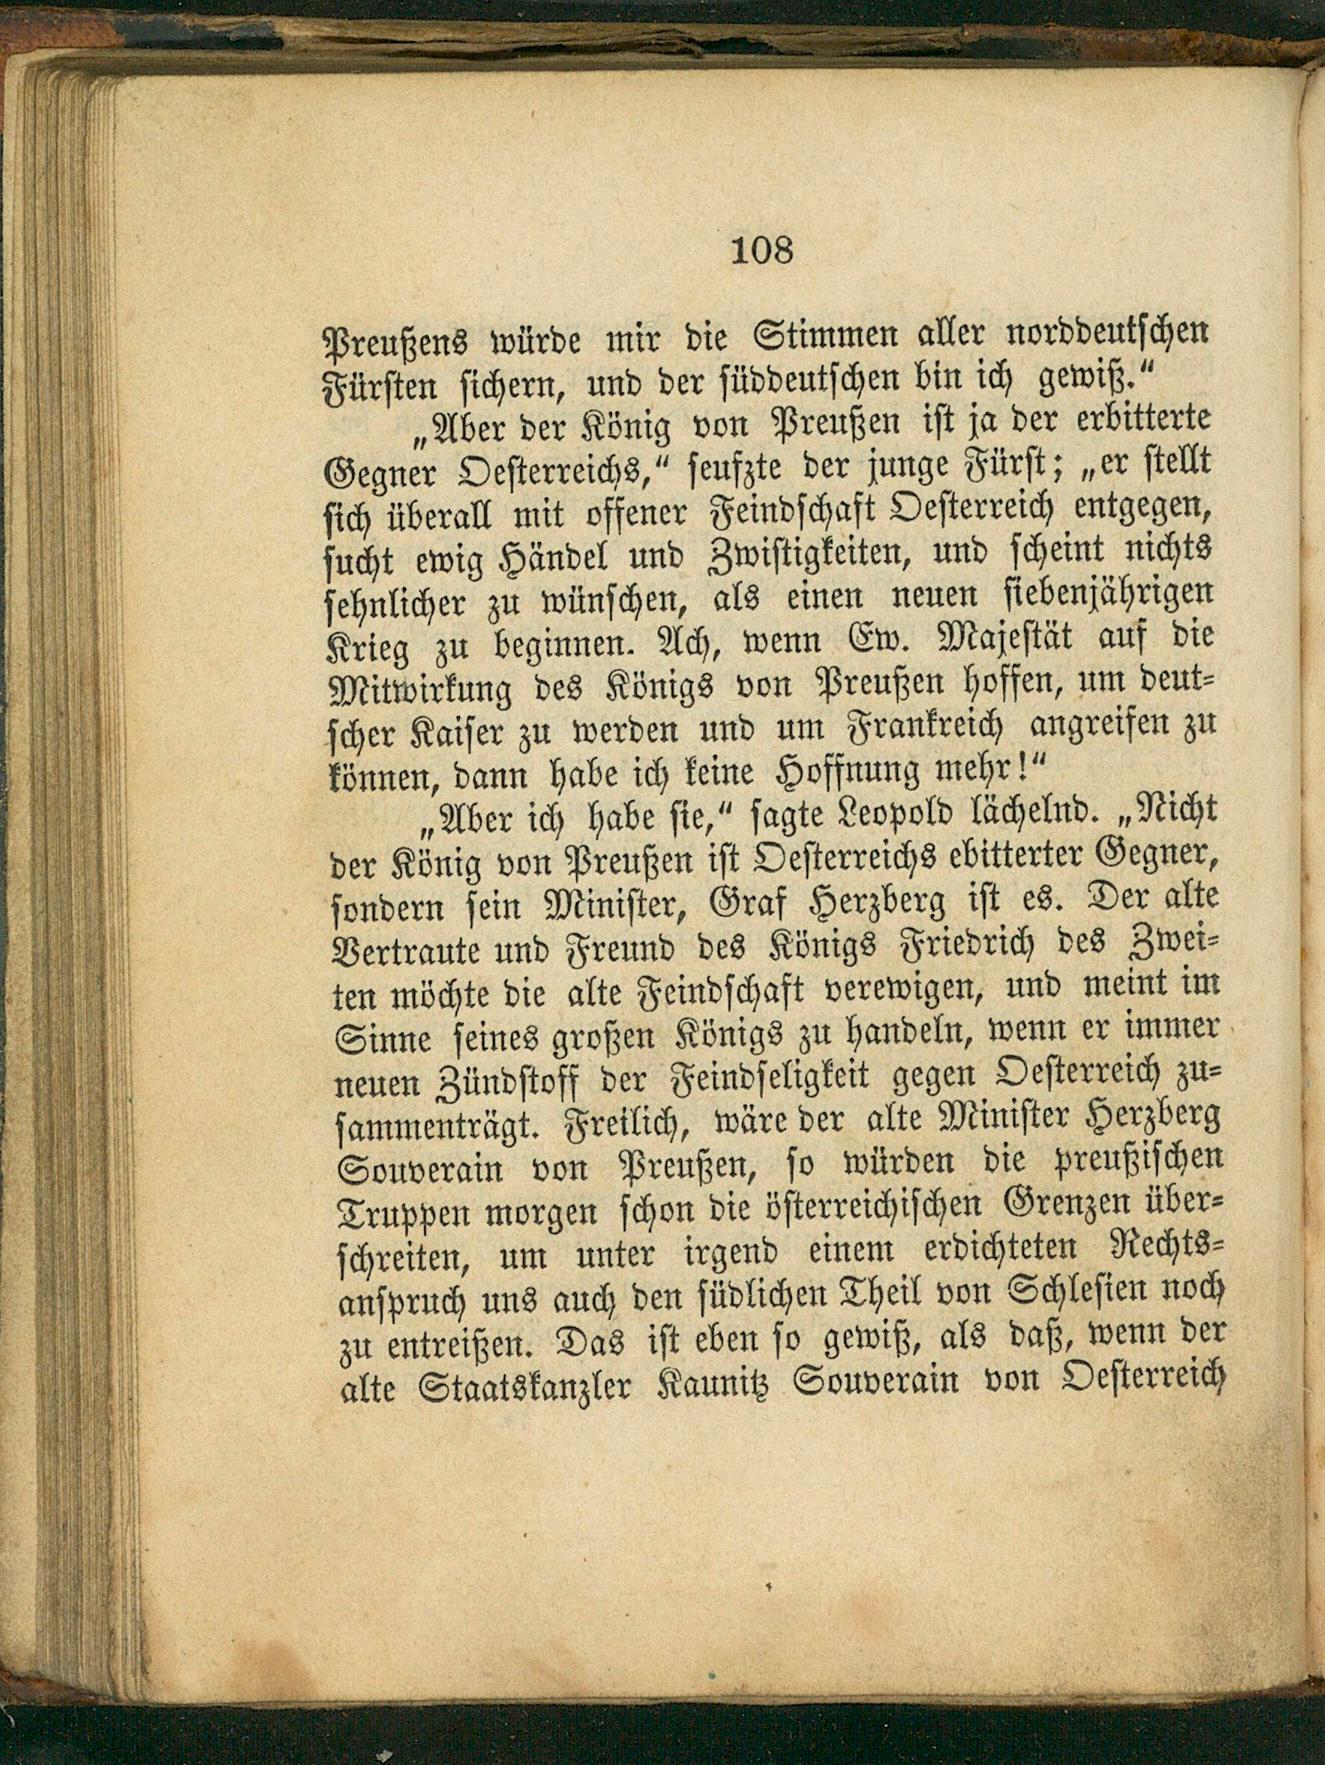 108
Preußens würde mir die Stimmen aller norddeutschen
Fürsten sichern, und der süddeutschen bin ich gewiß.“
„Aber der König von Preußen ist ja der erbitterte
Gegner Oesterreichs,“ seufzte der junge Fürst; „er stellt
sich überall mit offener Feindschaft Oesterreich entgegen,
sucht ewig Händel und Zwistigkeiten, und scheint nichts
sehnlicher zu wünschen, als einen neuen siebenjährigen
Krieg zu beginnen. Ach, wenn Ew. Majestät auf die
Mitwirkung des Königs von Preußen hoffen, um deut-
scher Kaiser zu werden und um Frankreich angreifen zu
können, dann habe ich keine Hoffnung mehr!“
„Aber ich habe sie,“ sagte Leopold lächelnd. „Nicht
der König von Preußen ist Oesterreichs ebitterter Gegner,
sondern sein Minister, Graf Herzberg ist es. Der alte
Vertraute und Freund des Königs Friedrich des Zwei-
ten möchte die alte Feindschaft verewigen, und meint im
Sinne seines großen Königs zu handeln, wenn er immer
neuen Zündstoff der Feindseligkeit gegen Oesterreich zu-
sammenträgt. Freilich, wäre der alte Minister Herzberg
Souverain von Preußen, so würden die preußischen
Truppen morgen schon die österreichischen Grenzen über-
schreiten, um unter irgend einem erdichteten Rechts-
anspruch uns auch den südlichen Theil von Schlesien noch
zu entreißen. Das ist eben so gewiß, als daß, wenn der
alte Staatskanzler Kaunitz Souverain von Oesterreich